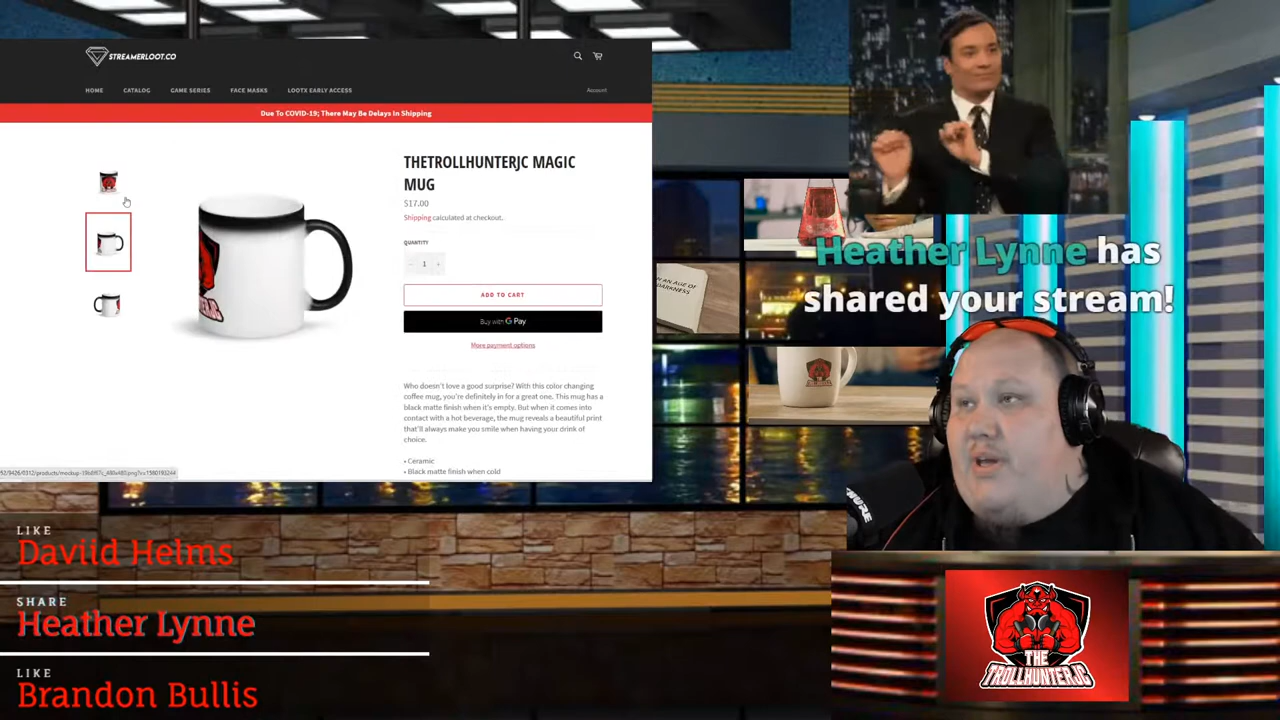 STREAMERLOOT.CO
HOME CATALOG GAME SERIES FACE MASKS LOOTX EARLY ACCESS Account
Due To COVID-19; There May Be Delays In Shipping
THETROLLHUNTERJC MAGIC
MUG
$17.00
Shipping calculated at checkout.
QUANTITY
− 1 +
ADD TO CART
Buy with G Pay
More payment options
Who doesn't love a good surprise? With this color changing
coffee mug, you're definitely in for a great one. This mug has a
black matte finish when it's empty. But when it comes into
contact with a hot beverage, the mug reveals a beautiful print
that'll always make you smile when having your drink of
choice.
• Ceramic
• Black matte finish when cold
IN AN AGE OF
DARKNESS
Heather Lynne has
shared your stream!
SHURE
LIKE
Daviid Helms
SHARE
Heather Lynne
LIKE
Brandon Bullis
THE
TROLLHUNTERJC